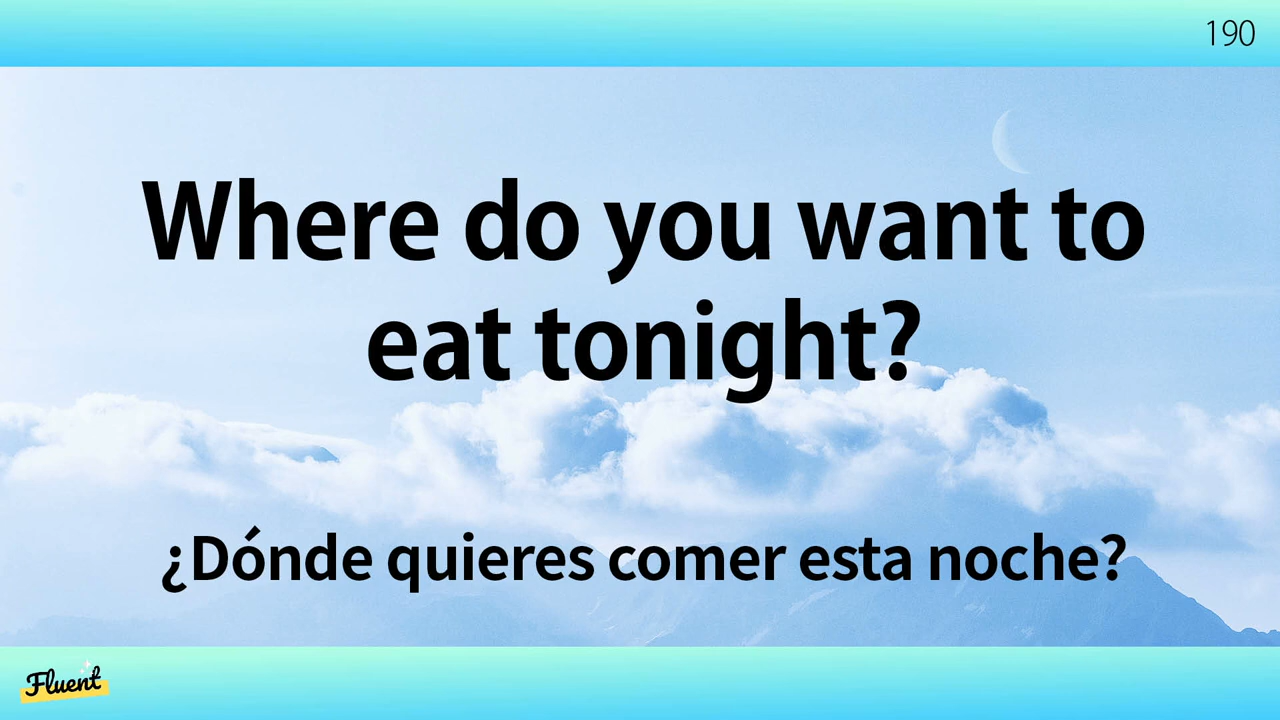 190
Where do you want to
eat tonight?
¿Dónde quieres comer esta noche?
Fluent